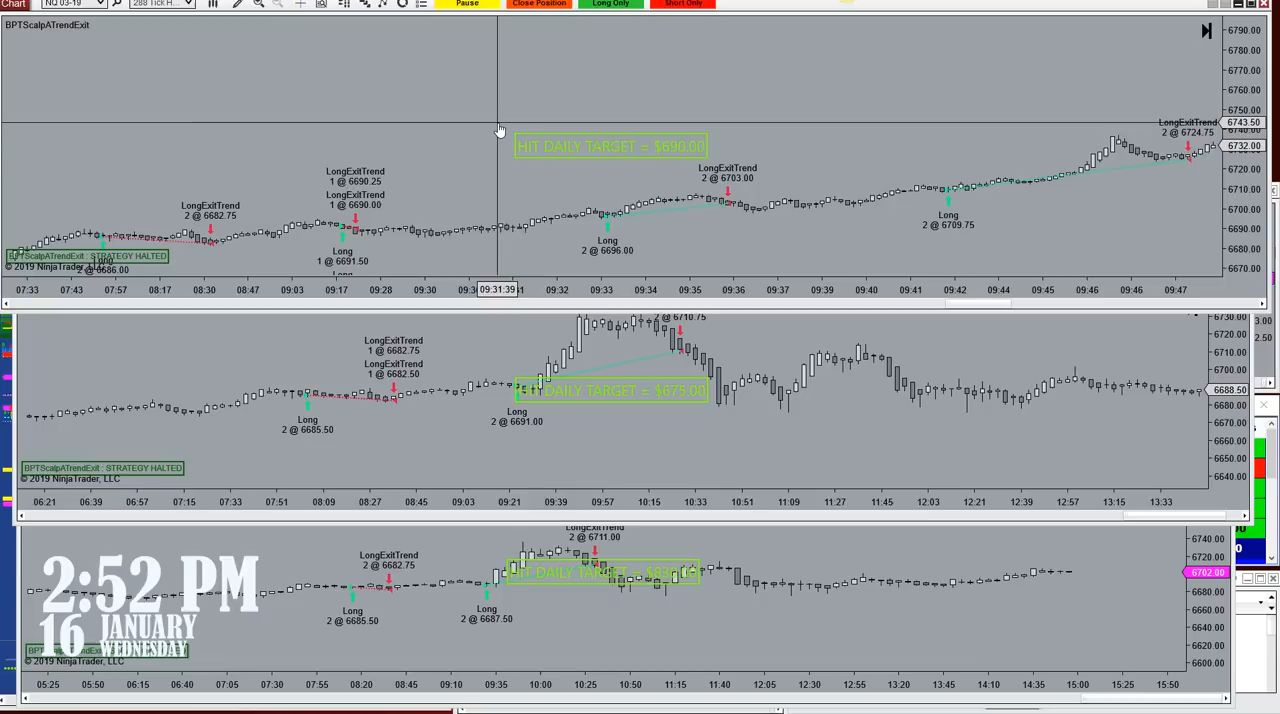 Chart NQ 03-19 288 Tick H... Pause Close Position Long Only Short Only
BPTScalpATrendExit
6790.00
6780.00
6770.00
6760.00
6750.00
LongExitTrend 6743.50
2 @ 6724.75 6740.00
HIT DAILY TARGET = $690.00
6732.00
LongExitTrend
2 @ 6703.00
LongExitTrend
1 @ 6690.25
LongExitTrend
1 @ 6690.00
LongExitTrend
2 @ 6682.75
6720.00
6710.00
6700.00
6690.00
6680.00
6670.00
Long
2 @ 6709.75
Long
2 @ 6696.00
Long
1 @ 6691.50
Long
BPTScalpATrendExit : STRATEGY HALTED
Long
© 2019 NinjaTrader, LLC
2 @ 6686.00
07:33 07:43 07:57 08:17 08:30 09:03 09:17 09:28 09:30 09:30 09:31:39 09:32 09:33 09:34 09:35 09:36 09:37 09:39 09:40 09:41 09:42 09:44 09:45 09:46 09:46 09:47
2 @ 6710.75
6730.00
6720.00
6710.00
6700.00
6688.50
6680.00
6670.00
6660.00
6650.00
6640.00
LongExitTrend
1 @ 6682.75
LongExitTrend
1 @ 6682.50
HIT DAILY TARGET = $675.00
Long
2 @ 6685.50
Long
2 @ 6691.00
BPTScalpATrendExit : STRATEGY HALTED
© 2019 NinjaTrader, LLC
06:21 06:39 06:57 07:15 07:33 07:51 08:09 08:27 08:45 09:03 09:21 09:39 09:57 10:15 10:33 10:51 11:09 11:27 11:45 12:03 12:21 12:39 12:57 13:15 13:33
LongExitTrend
2 @ 6711.00
LongExitTrend
2 @ 6682.75
6740.00
6720.00
6702.00
6680.00
6660.00
6640.00
6620.00
6600.00
Long
2 @ 6685.50
Long
2 @ 6687.50
2:52 PM
16 JANUARY
WEDNESDAY
© 2019 NinjaTrader, LLC
05:25 05:50 06:15 06:40 07:05 07:30 07:55 08:20 08:45 09:10 09:35 10:00 10:25 10:50 11:15 11:40 12:05 12:30 12:55 13:20 13:45 14:10 14:35 15:00 15:25 15:50